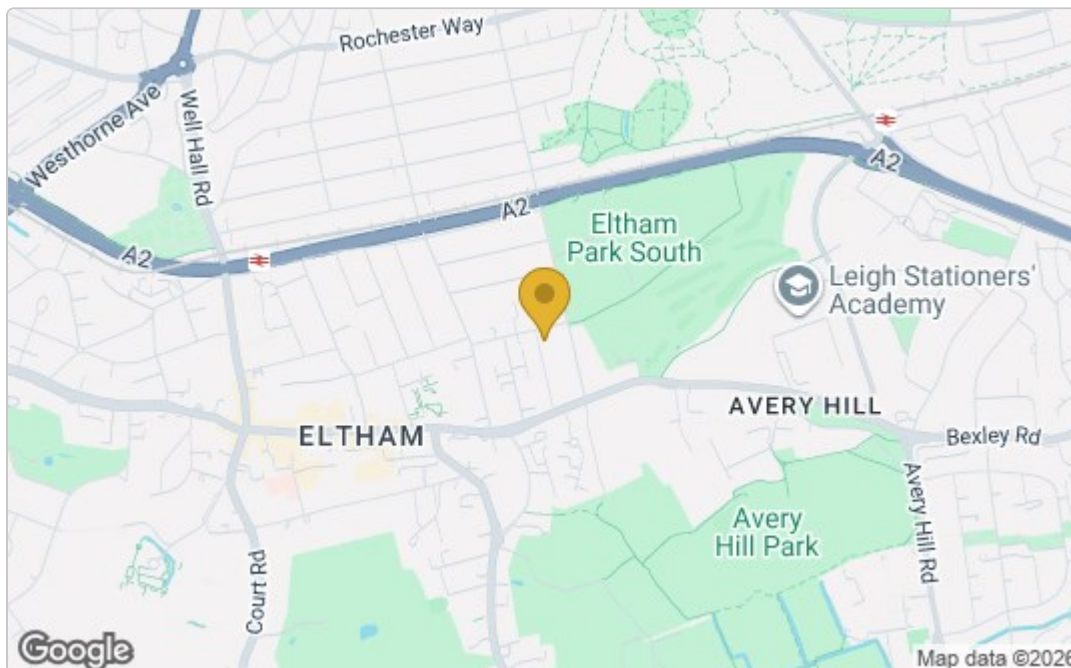 Rochester Way
Westhorne Ave
Well Hall Rd
A2
A2
A2
Eltham
Park South
Leigh Stationers'
Academy
AVERY HILL
ELTHAM
Bexley Rd
Avery Hill Rd
Avery
Hill Park
Court Rd
Google
Map data ©2026